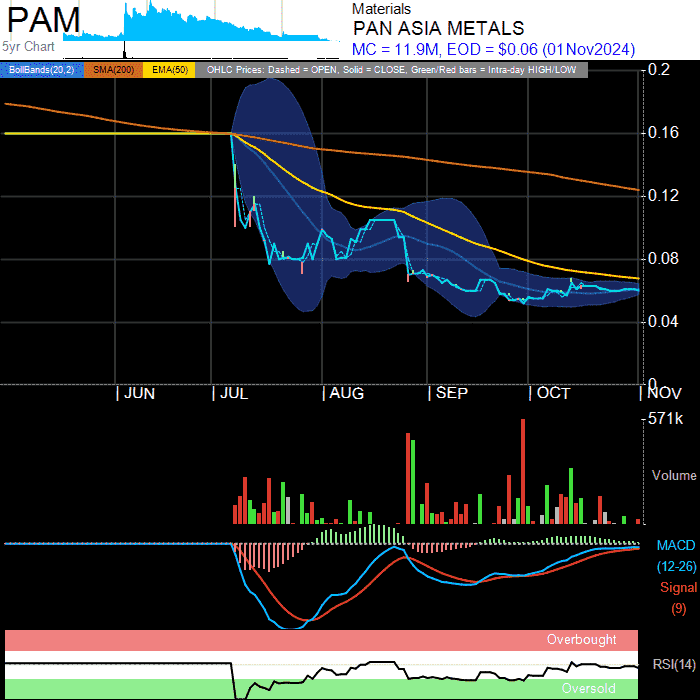 PAM
5yr Chart
Materials
PAN ASIA METALS
MC = 11.9M, EOD = $0.06 (01Nov2024)
BollBands(20,2) SMA(200) EMA(50) OHLC Prices: Dashed = OPEN, Solid = CLOSE, Green/Red bars = Intra-day HIGH/LOW
0.2
0.16
0.12
0.08
0.04
0
JUN JUL AUG SEP OCT NOV
571k
Volume
MACD
(12-26)
Signal
(9)
Overbought
RSI(14)
Oversold